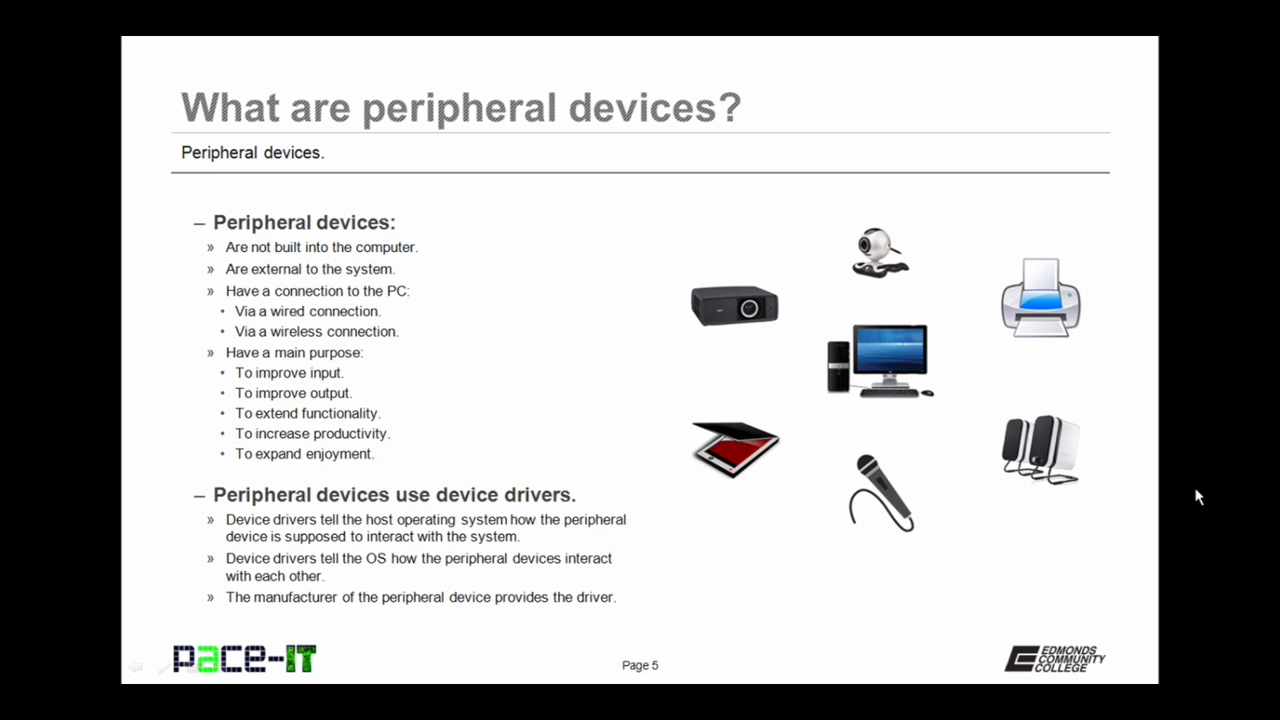 What are peripheral devices?
Peripheral devices.
– Peripheral devices:
» Are not built into the computer.
» Are external to the system.
» Have a connection to the PC:
• Via a wired connection.
• Via a wireless connection.
» Have a main purpose:
• To improve input.
• To improve output.
• To extend functionality.
• To increase productivity.
• To expand enjoyment.
– Peripheral devices use device drivers.
» Device drivers tell the host operating system how the peripheral
device is supposed to interact with the system.
» Device drivers tell the OS how the peripheral devices interact
with each other.
» The manufacturer of the peripheral device provides the driver.
pace-IT
Page 5
EDMONDS
COMMUNITY
COLLEGE